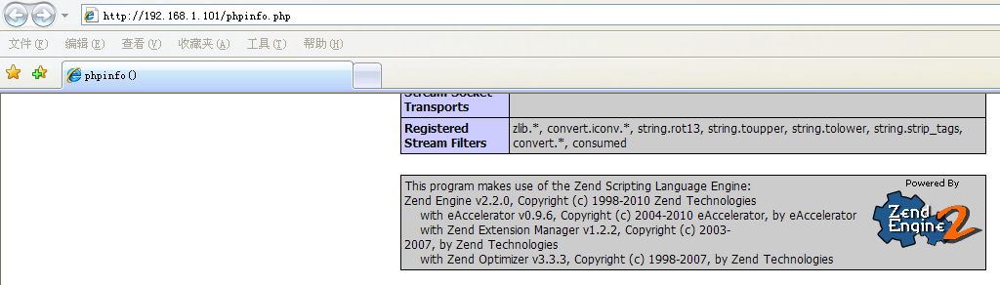 http://192.168.1.101/phpinfo.php
文件(F) 编辑(E) 查看(V) 收藏夹(A) 工具(T) 帮助(H)
phpinfo()
Stream Socket
Transports
Registered zlib.*, convert.iconv.*, string.rot13, string.toupper, string.tolower, string.strip_tags,
Stream Filters convert.*, consumed
Powered By
This program makes use of the Zend Scripting Language Engine:
Zend Engine v2.2.0, Copyright (c) 1998-2010 Zend Technologies
with eAccelerator v0.9.6, Copyright (c) 2004-2010 eAccelerator, by eAccelerator
with Zend Extension Manager v1.2.2, Copyright (c) 2003-
2007, by Zend Technologies
with Zend Optimizer v3.3.3, Copyright (c) 1998-2007, by Zend Technologies
Zend
Engine 2